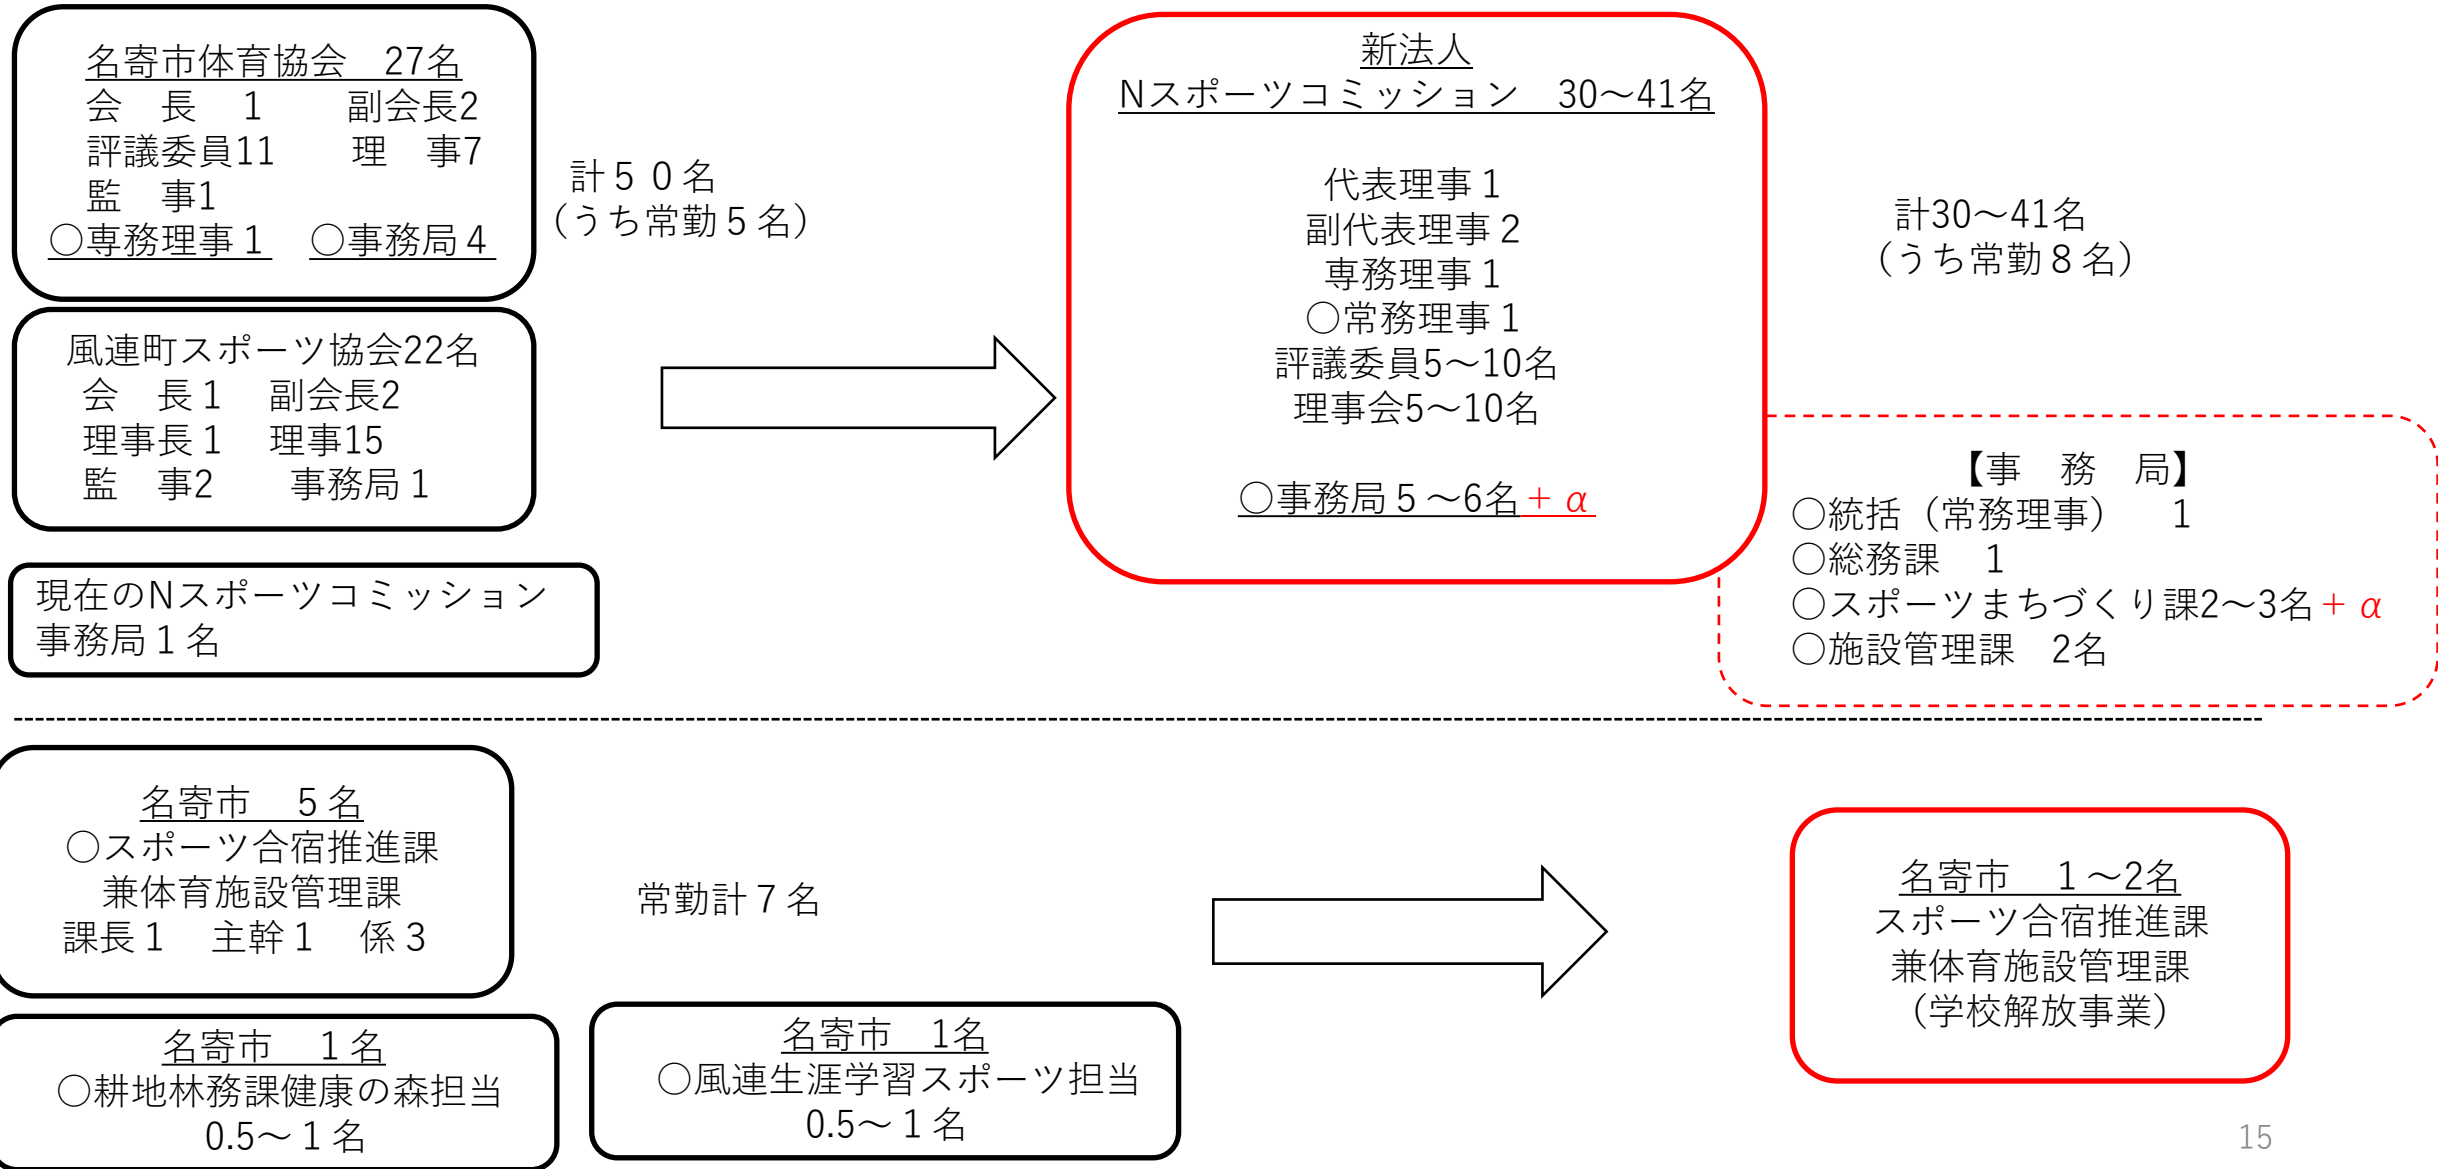 名寄市体育協会　27名
会　長　1　　副会長2
評議委員11　　理　事7
監　事1
○専務理事１　○事務局４
風連町スポーツ協会22名
会　長１　副会長2
理事長１　理事15
監　事2　　事務局１
現在のNスポーツコミッション
事務局１名
計５０名
（うち常勤５名）
新法人
Nスポーツコミッション　30～41名
代表理事１
副代表理事２
専務理事１
○常務理事１
評議委員5～10名
理事会5～10名
○事務局５～6名＋α
計30～41名
（うち常勤８名）
【事　務　局】
○統括（常務理事）　1
○総務課　1
○スポーツまちづくり課2～3名＋α
○施設管理課　2名
名寄市　５名
○スポーツ合宿推進課
兼体育施設管理課
課長１　主幹１　係３
常勤計７名
名寄市　１名
○耕地林務課健康の森担当
0.5～１名
名寄市　1名
○風連生涯学習スポーツ担当
0.5～１名
名寄市　１～2名
スポーツ合宿推進課
兼体育施設管理課
（学校解放事業）
15